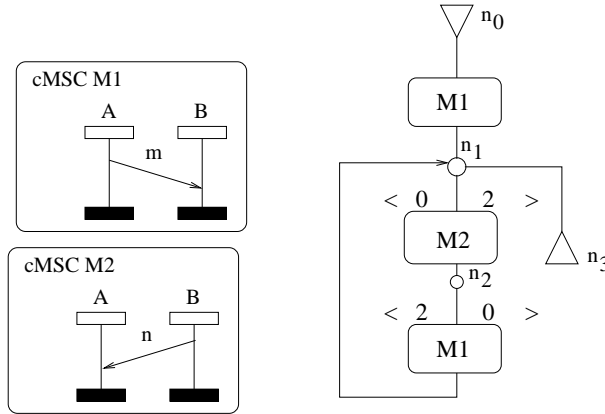 cMSC M1
A B
m
cMSC M2
A B
n
n0
M1
n1
< 0 2 >
M2
n3
n2
< 2 0 >
M1